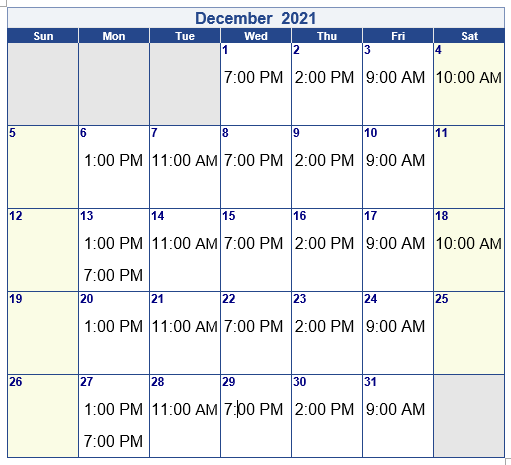 December 2021
Sun Mon Tue Wed Thu Fri Sat
1 2 3 4
7:00 PM 2:00 PM 9:00 AM 10:00 AM
5 6 7 8 9 10 11
1:00 PM 11:00 AM 7:00 PM 2:00 PM 9:00 AM
12 13 14 15 16 17 18
1:00 PM 11:00 AM 7:00 PM 2:00 PM 9:00 AM 10:00 AM
7:00 PM
19 20 21 22 23 24 25
1:00 PM 11:00 AM 7:00 PM 2:00 PM 9:00 AM
26 27 28 29 30 31
1:00 PM 11:00 AM 7:00 PM 2:00 PM 9:00 AM
7:00 PM